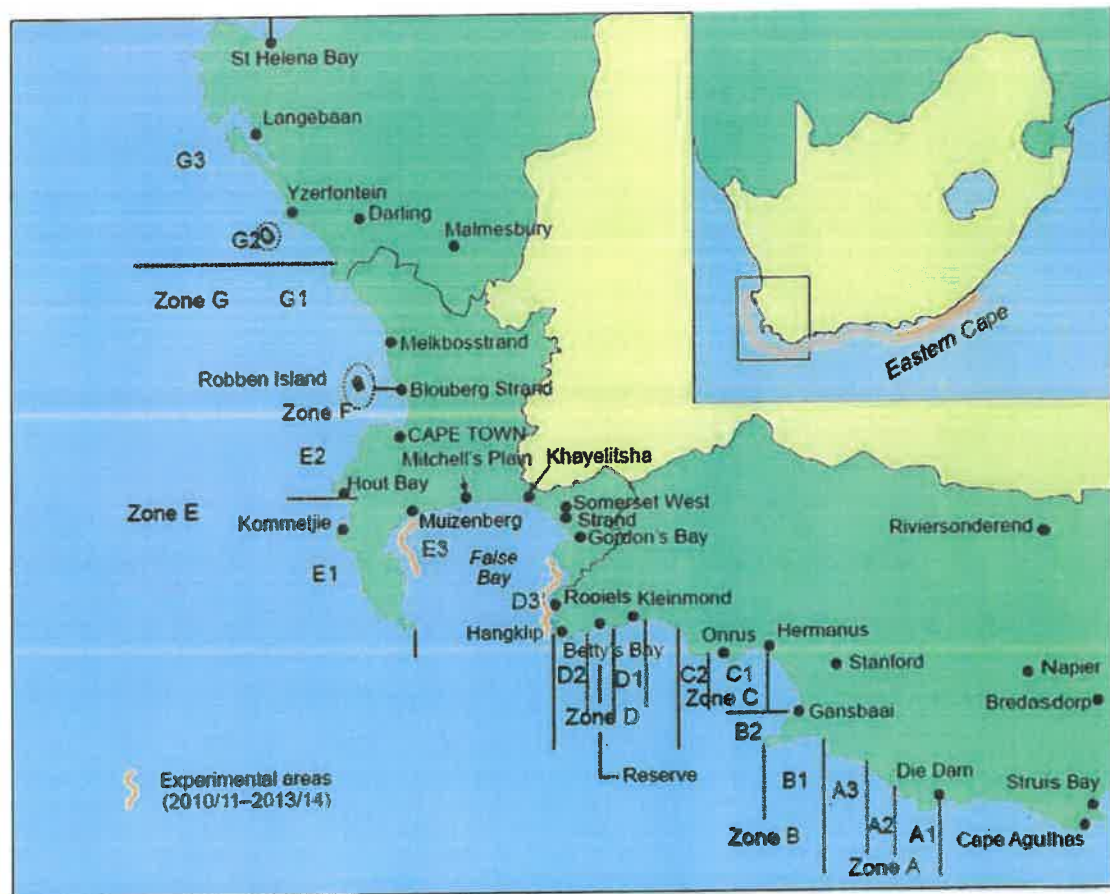 St Helena Bay
Langebaan
G3
Yzerfontein
Darling
G2
Malmesbury
Zone G
G1
Eastern Cape
Melkbosstrand
Robben Island
Blouberg Strand
Zone F
CAPE TOWN
E2
Mitchell's Plain
Khayelitsha
Hout Bay
Somerset West
Zone E
Kommetjie
Muizenberg
Strand
Riviersonderend
Gordon's Bay
E3
False
Bay
E1
D3
Rooiels
Kleinmond
Hangklip
Betty's Bay
Onrus
Hermanus
D2
D1
C2
C1
Stanford
Napier
Zone C
Zone D
Gansbaai
Bredasdorp
B2
Reserve
B1
A3
Die Dam
Struis Bay
Experimental areas
(2010/11–2013/14)
A2
A1
Zone B
Cape Agulhas
Zone A